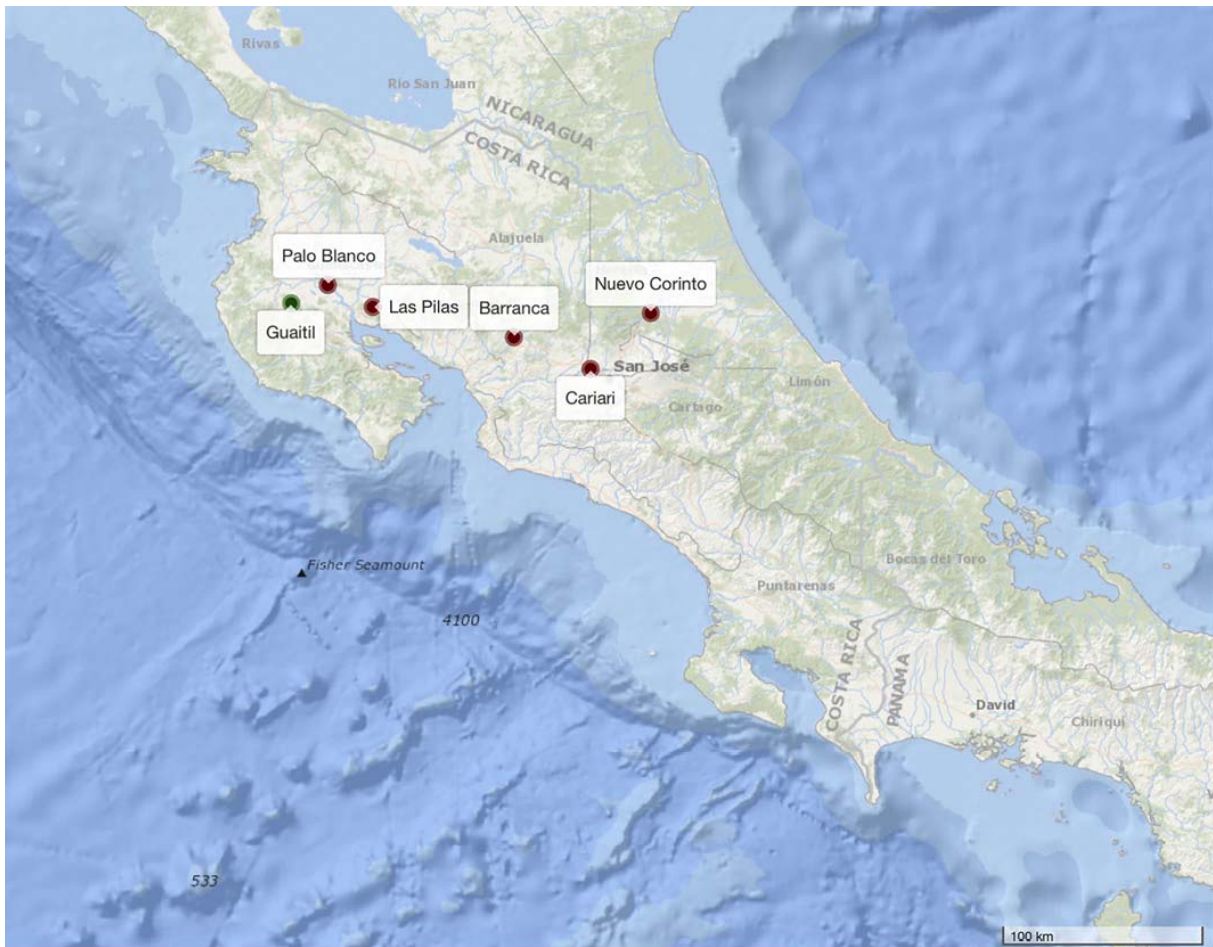 Rivas
Rio San Juan
NICARAGUA
COSTA RICA
Alajuela
Palo Blanco
Las Pilas
Barranca
Nuevo Corinto
Guaitil
San José
Limón
Cariari
Cartago
Fisher Seamount
Bocas del Toro
Puntarenas
4100
COSTA RICA
PANAMA
David
Chiriqui
533
100 km